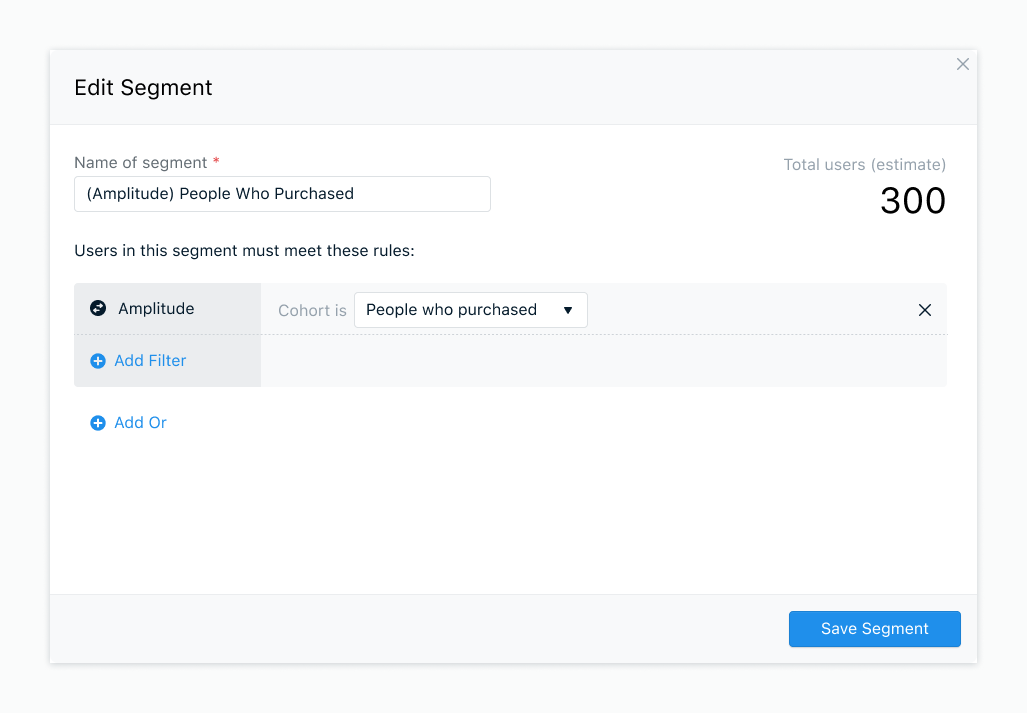 Edit Segment
Name of segment *
Total users (estimate)
(Amplitude) People Who Purchased
300
Users in this segment must meet these rules:
Amplitude Cohort is People who purchased
Add Filter
Add Or
Save Segment